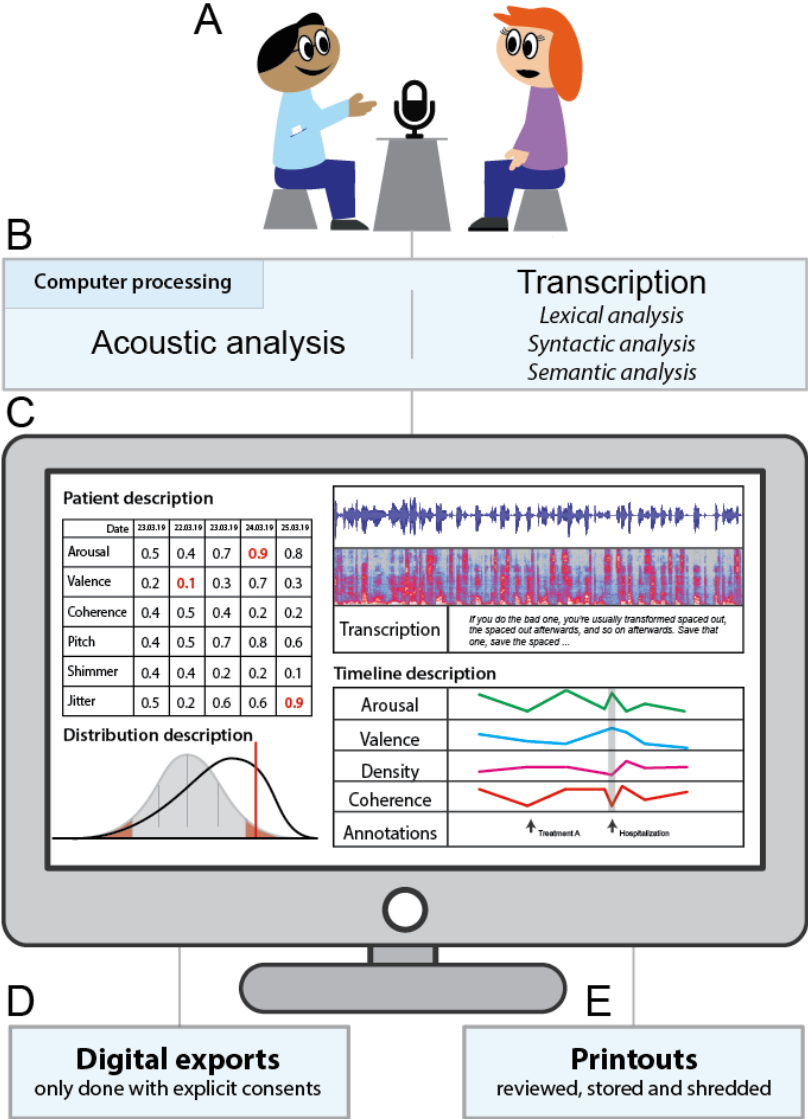 A
B
Computer processing
Acoustic analysis
Transcription
Lexical analysis
Syntactic analysis
Semantic analysis
C
Patient description
Date 23.03.19 22.03.19 23.03.19 24.03.19 25.03.19
Arousal 0.5 0.4 0.7 0.9 0.8
Valence 0.2 0.1 0.3 0.7 0.3
Coherence 0.4 0.5 0.4 0.2 0.2
Pitch 0.4 0.5 0.7 0.8 0.6
Shimmer 0.4 0.4 0.2 0.2 0.1
Jitter 0.5 0.2 0.6 0.6 0.9
Distribution description
Transcription
If you do the bad one, you're usually transformed spaced out,
the spaced out afterwards, and so on afterwards. Save that
one, save the spaced ...
Timeline description
Arousal
Valence
Density
Coherence
Annotations
Treatment A
Hospitalization
D
Digital exports
only done with explicit consents
E
Printouts
reviewed, stored and shredded